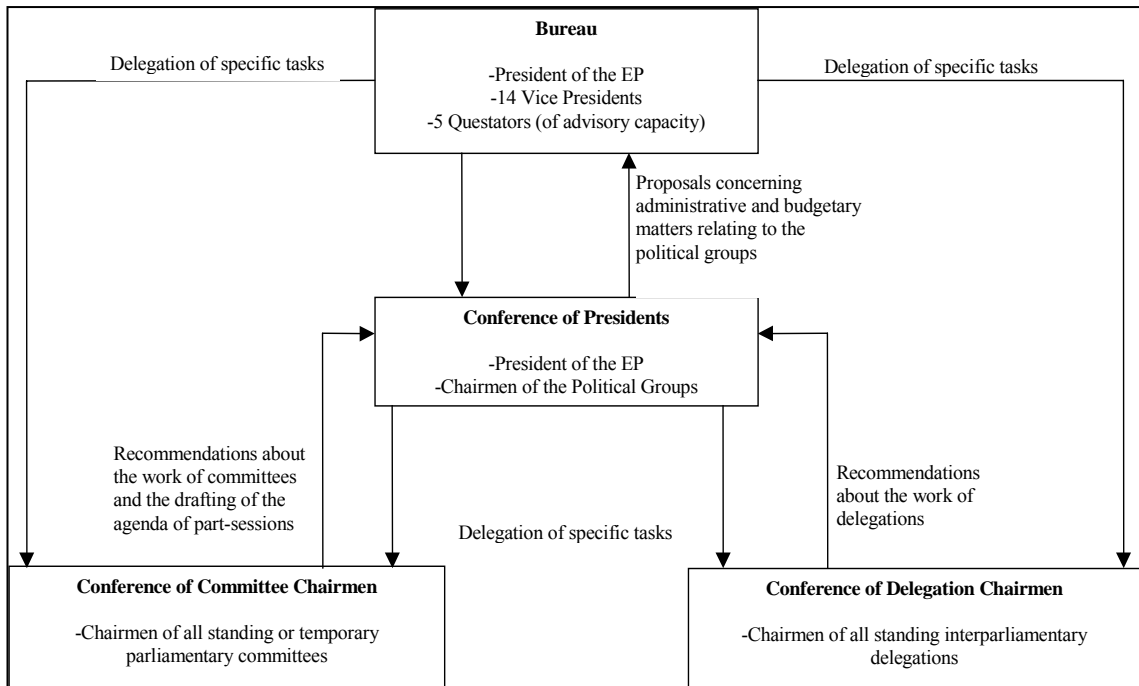 Bureau
-President of the EP
-14 Vice Presidents
-5 Questators (of advisory capacity)
Delegation of specific tasks
Delegation of specific tasks
Proposals concerning
administrative and budgetary
matters relating to the
political groups
Conference of Presidents
-President of the EP
-Chairmen of the Political Groups
Recommendations about
the work of committees
and the drafting of the
agenda of part-sessions
Delegation of specific tasks
Recommendations
about the work of
delegations
Conference of Committee Chairmen
-Chairmen of all standing or temporary
parliamentary committees
Conference of Delegation Chairmen
-Chairmen of all standing interparliamentary
delegations